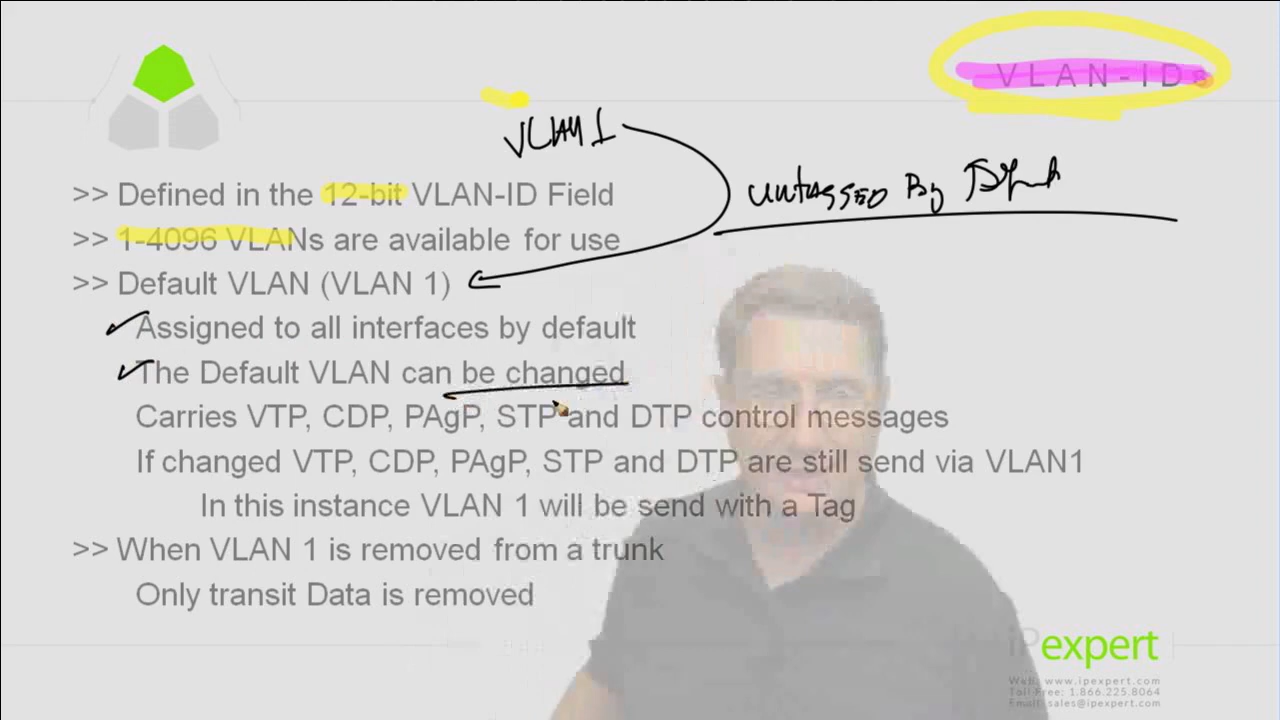 VLAN-IDs
VLAN 1
UNTAGGED By Default
>> Defined in the 12-bit VLAN-ID Field
>> 1-4096 VLANs are available for use
>> Default VLAN (VLAN 1)
Assigned to all interfaces by default
The Default VLAN can be changed
Carries VTP, CDP, PAgP, STP and DTP control messages
If changed VTP, CDP, PAgP, STP and DTP are still send via VLAN1
In this instance VLAN 1 will be send with a Tag
>> When VLAN 1 is removed from a trunk
Only transit Data is removed
iPexpert
Web: www.ipexpert.com
Toll Free: 1.866.225.8064
Email: sales@ipexpert.com